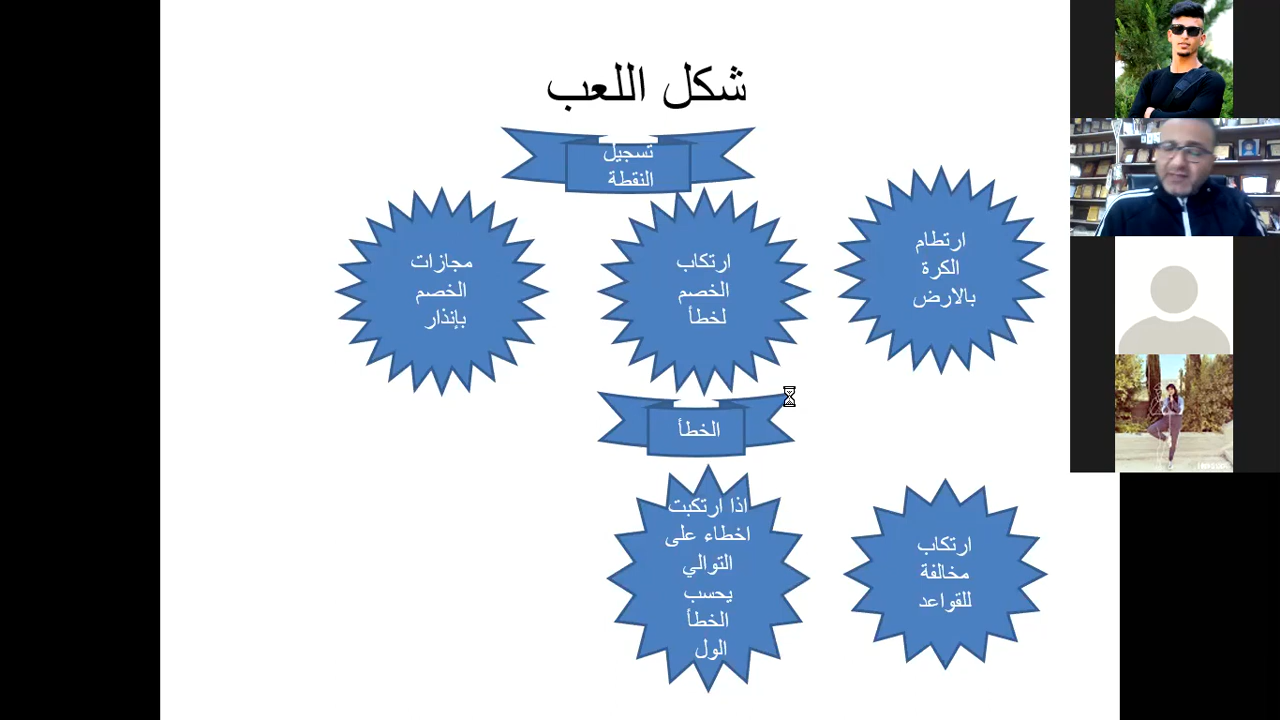 شكل اللعب
تسجيل
النقطة
ارتطام
الكرة
بالارض
ارتكاب
الخصم
لخطأ
مجازات
الخصم
بإنذار
الخطأ
ارتكاب
مخالفة
للقواعد
اذا ارتكبت
اخطاء على
التوالي
يحسب
الخطأ
الول